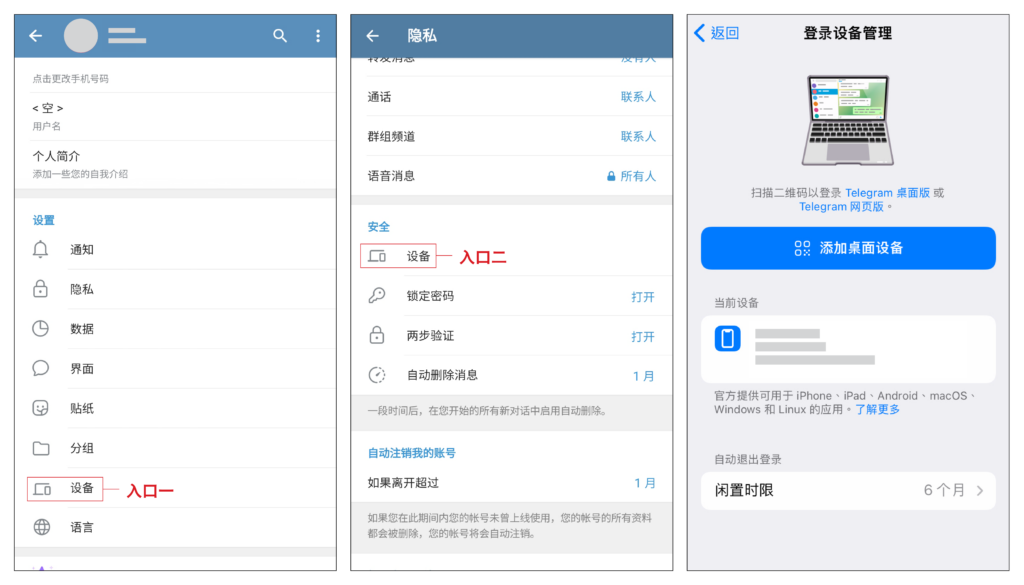 点击更改手机号码
< 空 >
用户名
个人简介
添加一些您的自我介绍
设置
通知
隐私
数据
界面
贴纸
分组
设备
入口一
语言
隐私
转发消息
没有人
通话
联系人
群组频道
联系人
语音消息
所有人
安全
设备
入口二
锁定密码
打开
两步验证
打开
自动删除消息
1 月
一段时间后，在您开始的所有新对话中启用自动删除。
自动注销我的账号
如果离开超过
1 月
如果您在此期间内您的帐号未曾上线使用，您的帐号的所有资料
都会被删除，您的帐号将会自动注销。
返回
登录设备管理
扫描二维码以登录 Telegram 桌面版 或
Telegram 网页版。
添加桌面设备
当前设备
官方提供可用于 iPhone、iPad、Android、macOS、
Windows 和 Linux 的应用。了解更多
自动退出登录
闲置时限
6 个月